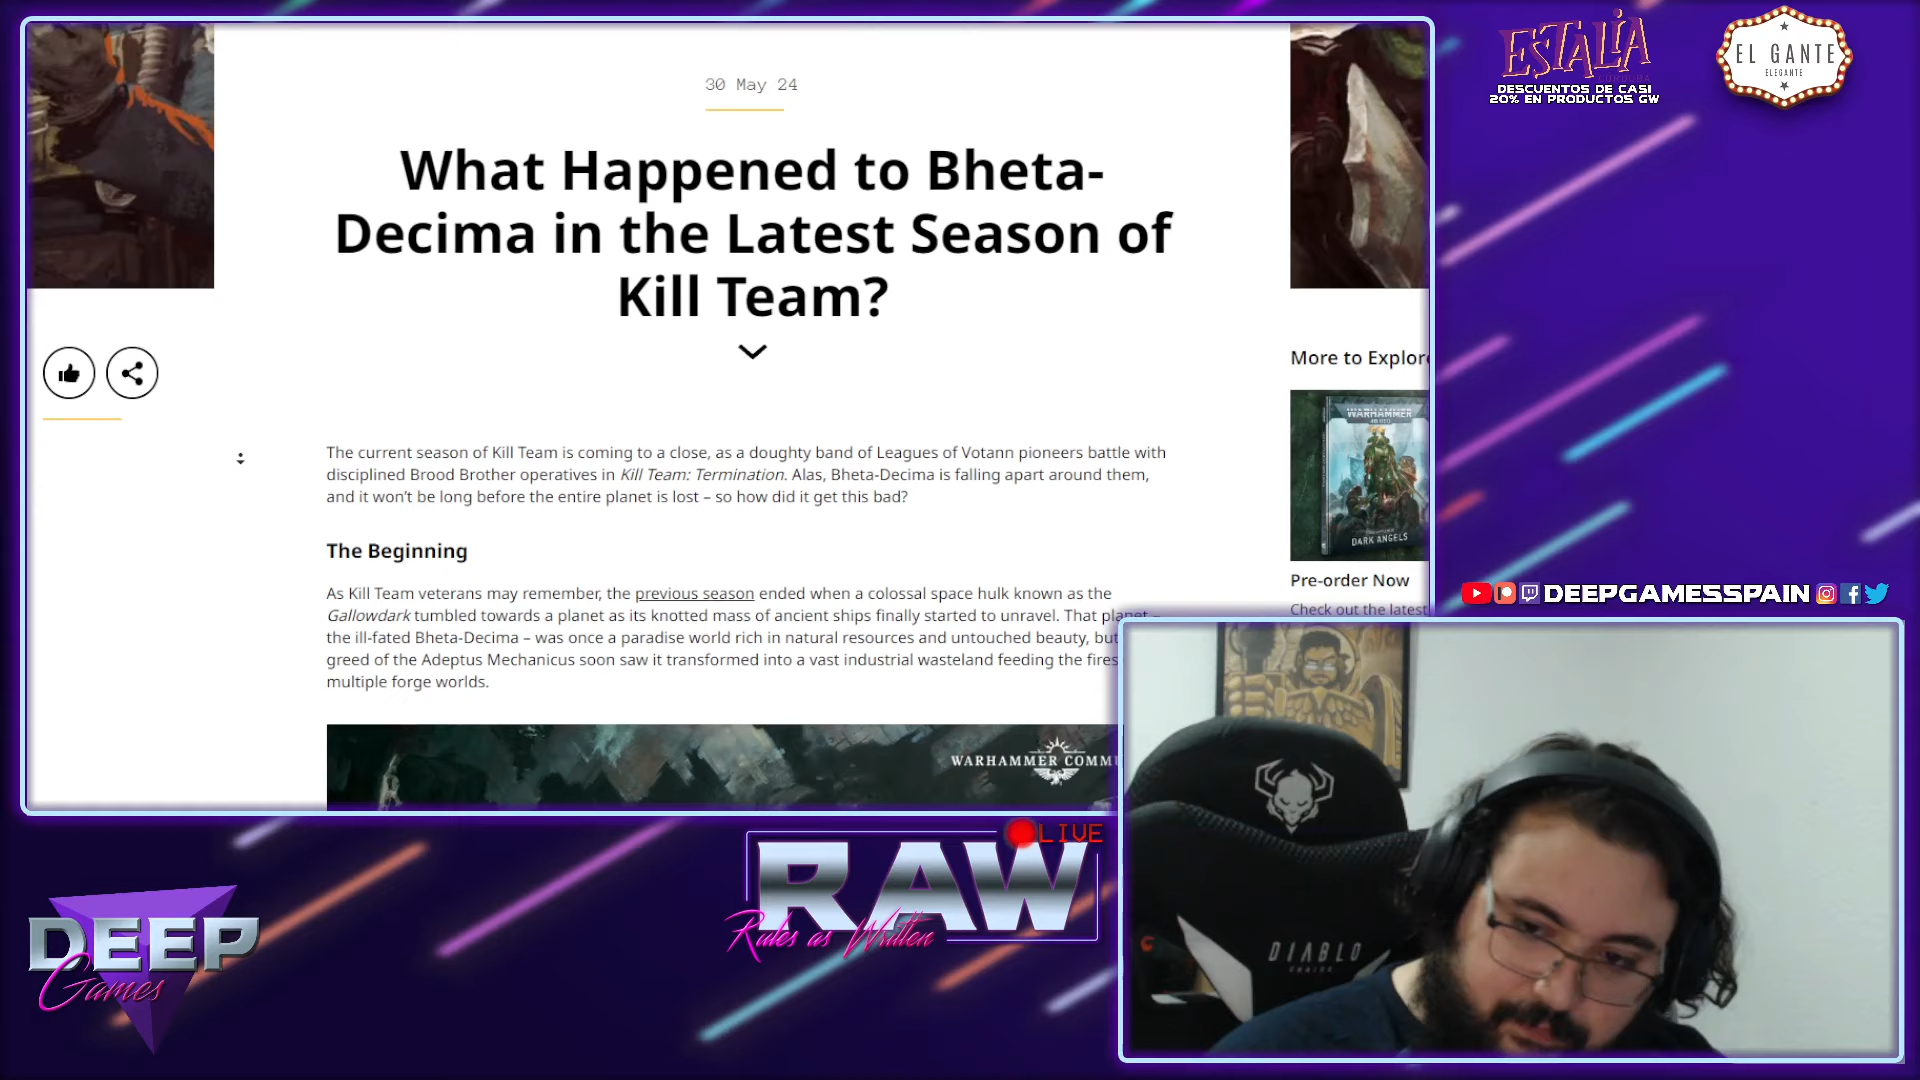 30 May 24
What Happened to Bheta-
Decima in the Latest Season of
Kill Team?
The current season of Kill Team is coming to a close, as a doughty band of Leagues of Votann pioneers battle with
disciplined Brood Brother operatives in Kill Team: Termination. Alas, Bheta-Decima is falling apart around them,
and it won't be long before the entire planet is lost – so how did it get this bad?
The Beginning
As Kill Team veterans may remember, the previous season ended when a colossal space hulk known as the
Gallowdark tumbled towards a planet as its knotted mass of ancient ships finally started to unravel. That planet –
the ill-fated Bheta-Decima – was once a paradise world rich in natural resources and untouched beauty, but
greed of the Adeptus Mechanicus soon saw it transformed into a vast industrial wasteland feeding the fires
multiple forge worlds.
WARHAMMER COMMU
More to Explore
WARHAMMER
DARK ANGELS
Pre-order Now
Check out the latest
ESTALIA
CÓRDOBA
DESCUENTOS DE CASI
20% EN PRODUCTOS GW
EL GANTE
ELEGANTE
DEEPGAMESSPAIN
LIVE
RAW
Rules as Written
DEEP
Games
DIABLO